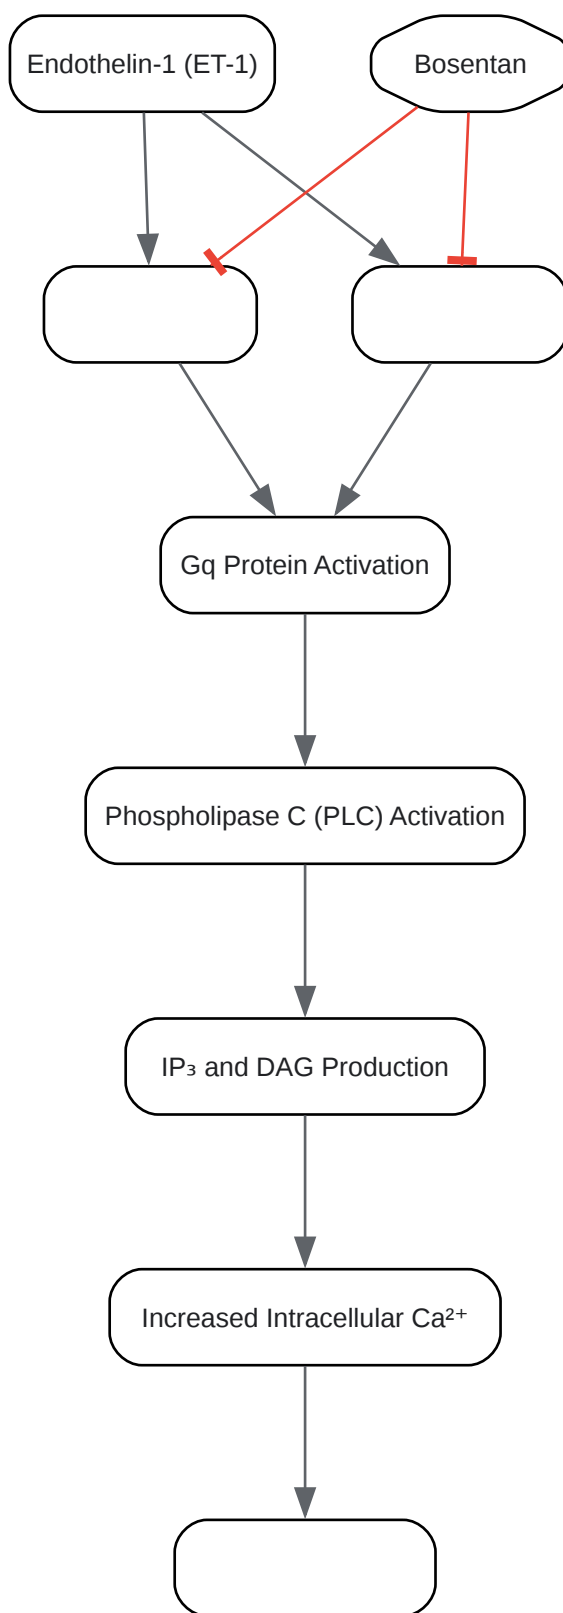 Endothelin-1 (ET-1)
Bosentan
Gq Protein Activation
Phospholipase C (PLC) Activation
IP₃ and DAG Production
Increased Intracellular Ca²⁺